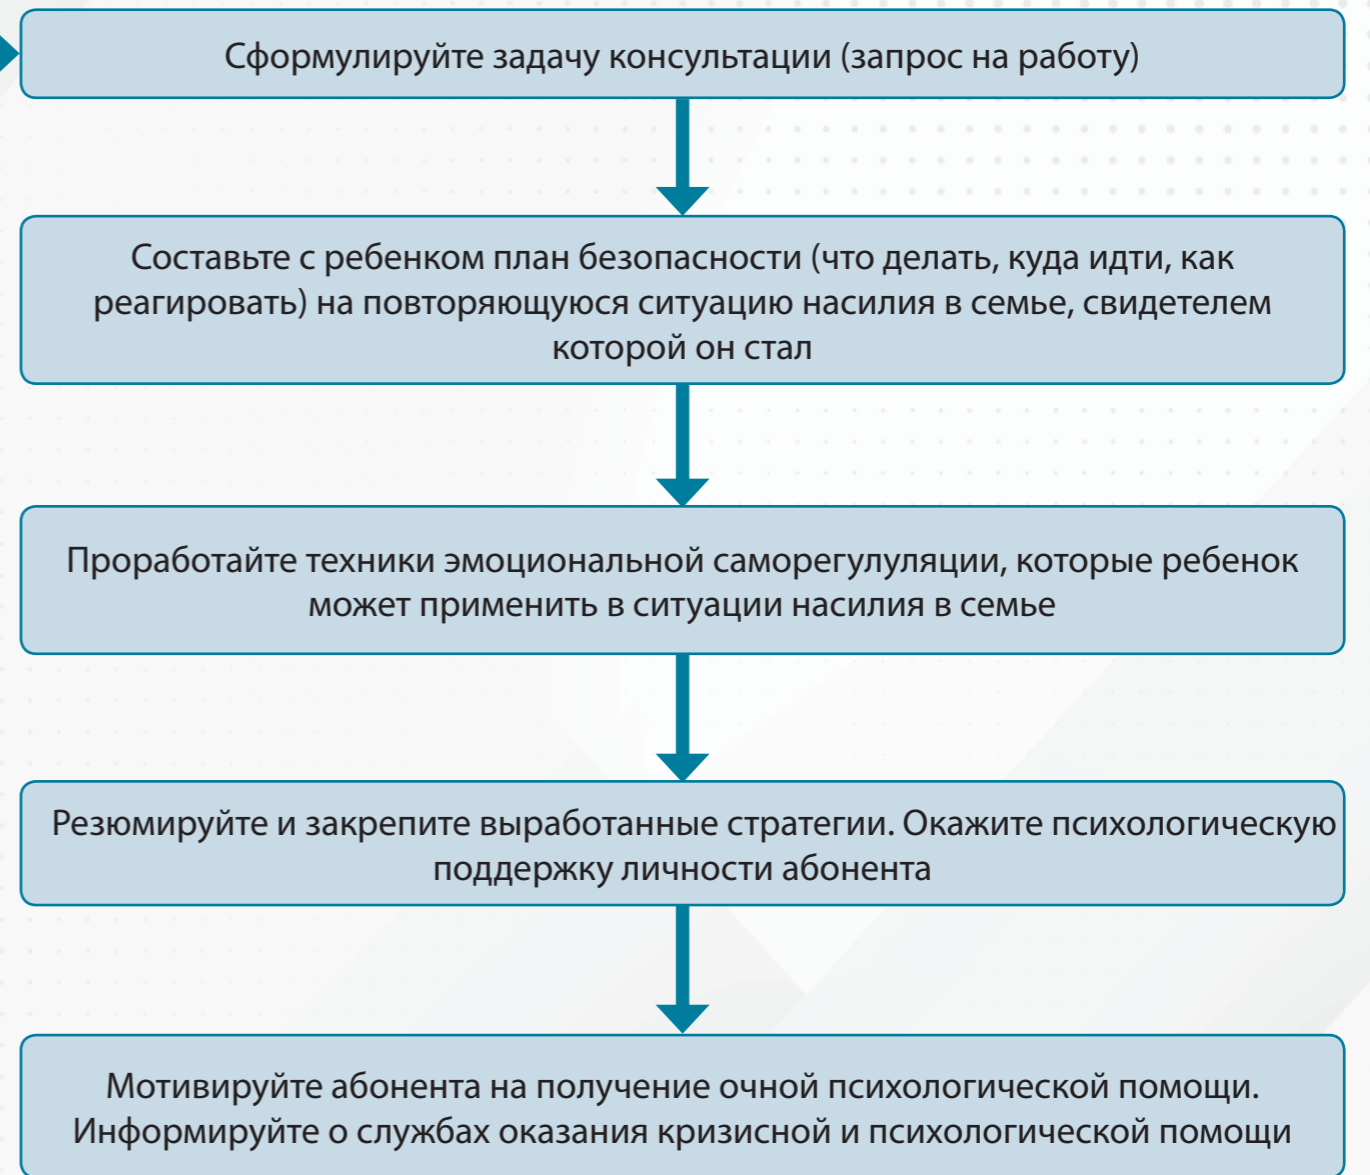 Сформулируйте задачу консультации (запрос на работу)
Составьте с ребенком план безопасности (что делать, куда идти, как
реагировать) на повторяющуюся ситуацию насилия в семье, свидетелем
которой он стал
Проработайте техники эмоциональной саморегулуляции, которые ребенок
может применить в ситуации насилия в семье
Резюмируйте и закрепите выработанные стратегии. Окажите психологическую
поддержку личности абонента
Мотивируйте абонента на получение очной психологической помощи.
Информируйте о службах оказания кризисной и психологической помощи